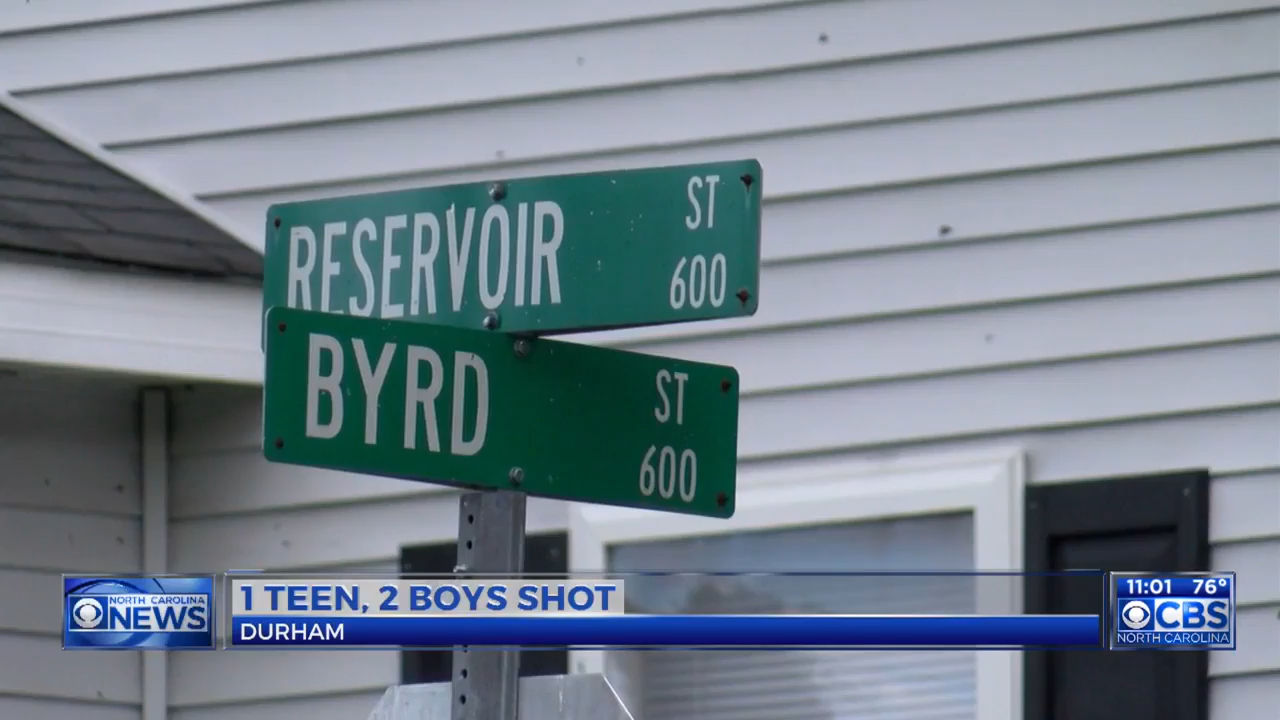 RESERVOIR ST
600
BYRD ST
600
NORTH CAROLINA
NEWS
1 TEEN, 2 BOYS SHOT
DURHAM
11:01 76°
CBS
NORTH CAROLINA